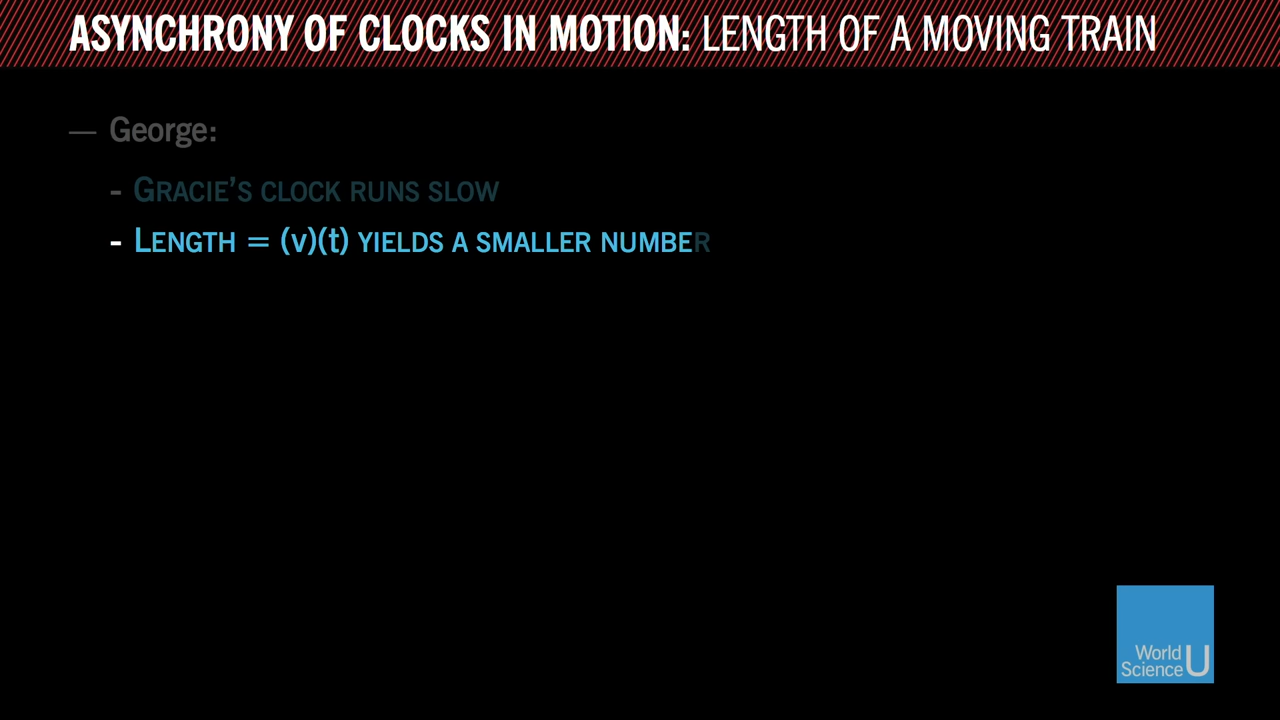 ASYNCHRONY OF CLOCKS IN MOTION: LENGTH OF A MOVING TRAIN
— George:
- GRACIE'S CLOCK RUNS SLOW
- LENGTH = (v)(t) YIELDS A SMALLER NUMBER
World
Science U